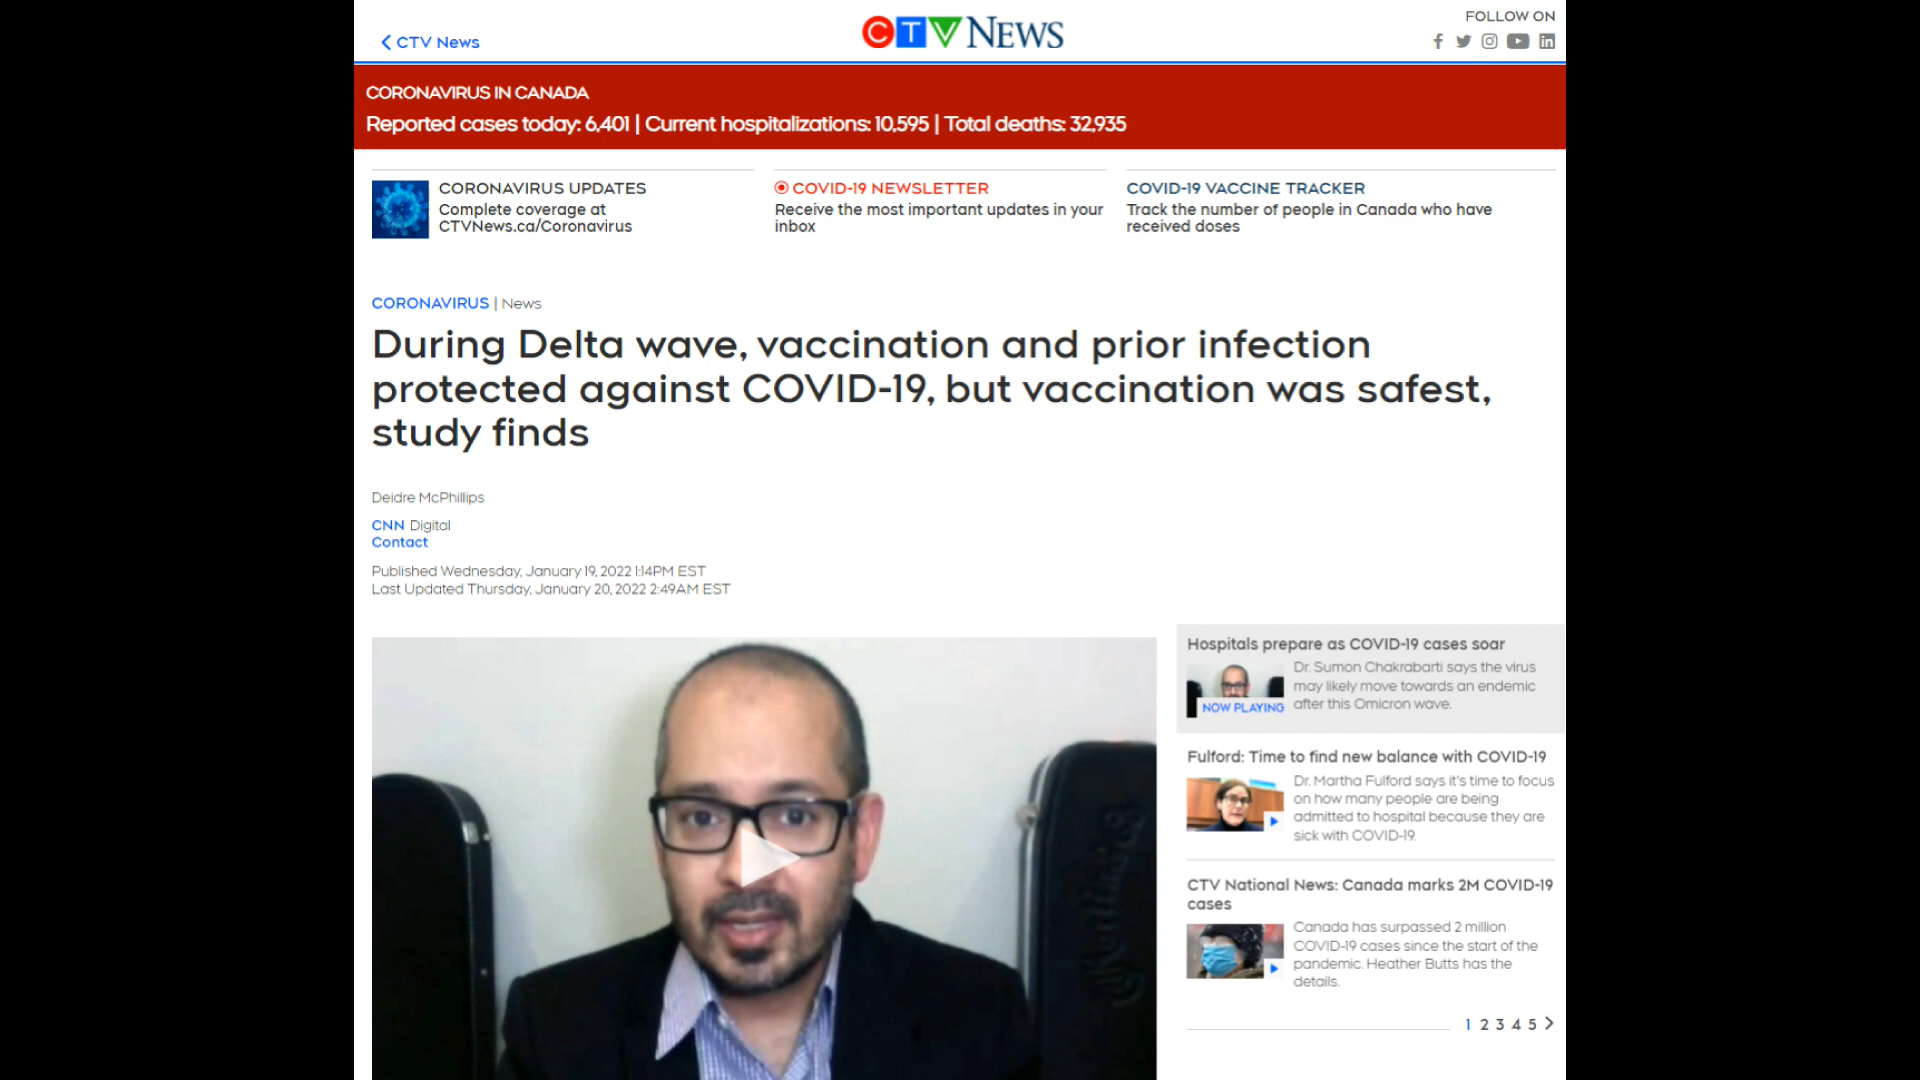 CTV News
CTV NEWS
FOLLOW ON
CORONAVIRUS IN CANADA
Reported cases today: 6,401 | Current hospitalizations: 10,595 | Total deaths: 32,935
CORONAVIRUS UPDATES
Complete coverage at
CTVNews.ca/Coronavirus
COVID-19 NEWSLETTER
Receive the most important updates in your
inbox
COVID-19 VACCINE TRACKER
Track the number of people in Canada who have
received doses
CORONAVIRUS | News
During Delta wave, vaccination and prior infection
protected against COVID-19, but vaccination was safest,
study finds
Deidre McPhillips
CNN Digital
Contact
Published Wednesday, January 19, 2022 1:14PM EST
Last Updated Thursday, January 20, 2022 2:49AM EST
Hospitals prepare as COVID-19 cases soar
Dr. Sumon Chakrabarti says the virus
may likely move towards an endemic
after this Omicron wave.
NOW PLAYING
Fulford: Time to find new balance with COVID-19
Dr. Martha Fulford says it's time to focus
on how many people are being
admitted to hospital because they are
sick with COVID-19.
CTV National News: Canada marks 2M COVID-19
cases
Canada has surpassed 2 million
COVID-19 cases since the start of the
pandemic. Heather Butts has the
details.
1 2 3 4 5